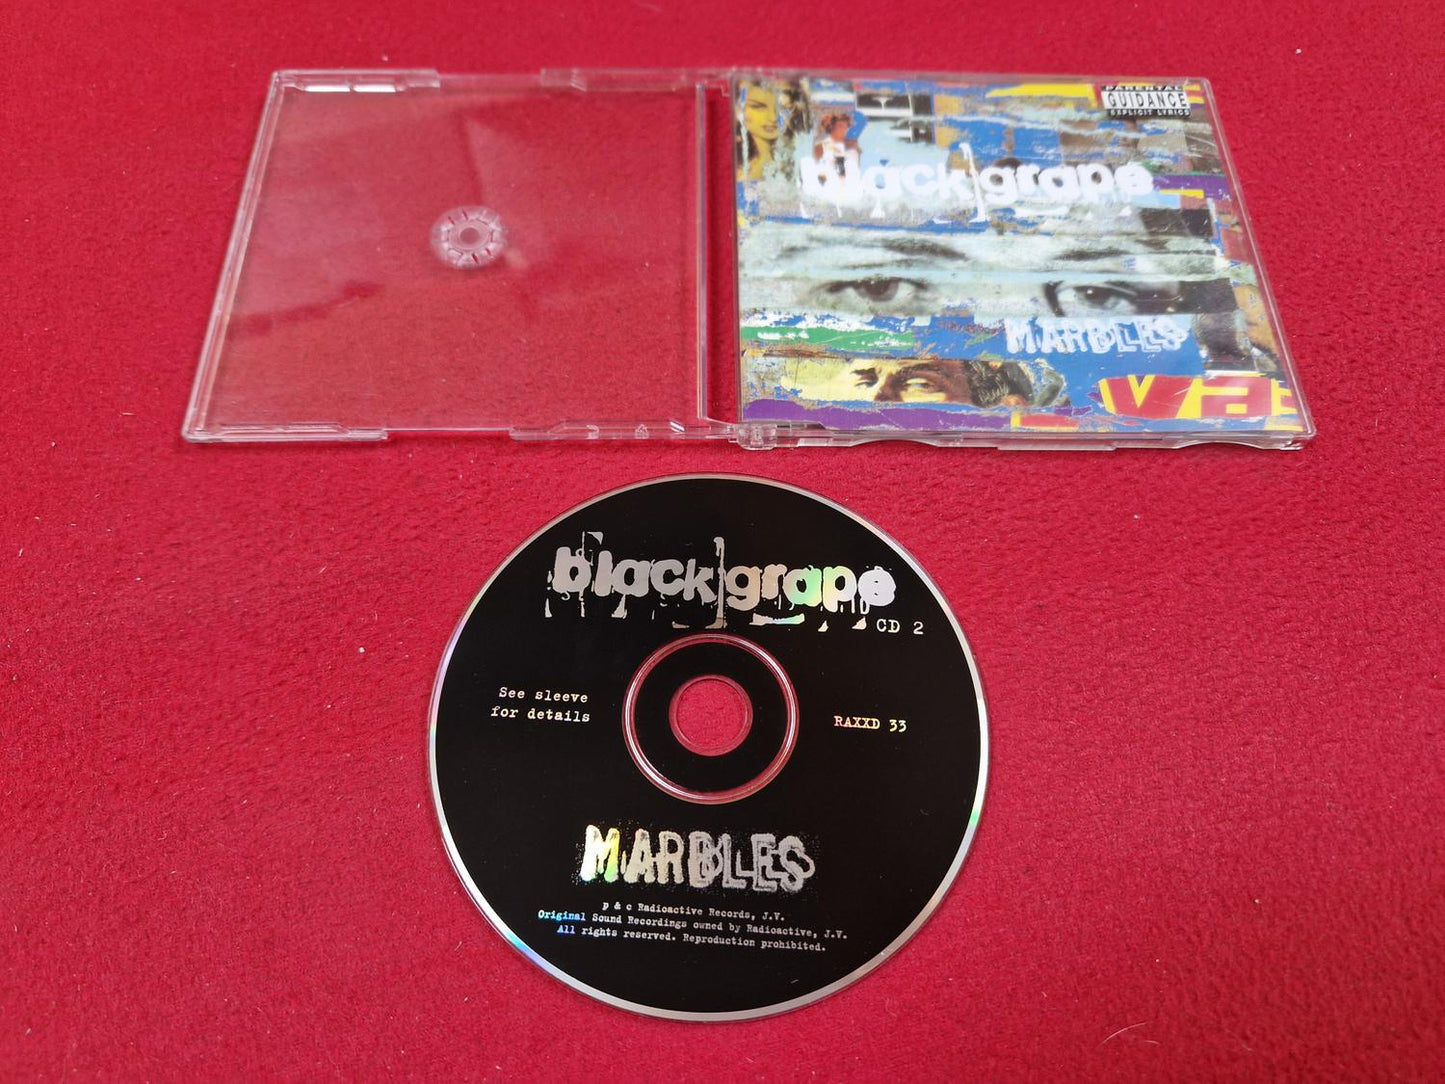 PARENTAL
GUIDANCE
EXPLICIT LYRICS
black grape
MARBLES
va
black grape
CD 2
See sleeve
for details
RAXXD 33
MARBLES
p & c Radioactive Records, J.V.
Original Sound Recordings owned by Radioactive, J.V.
All rights reserved. Reproduction prohibited.